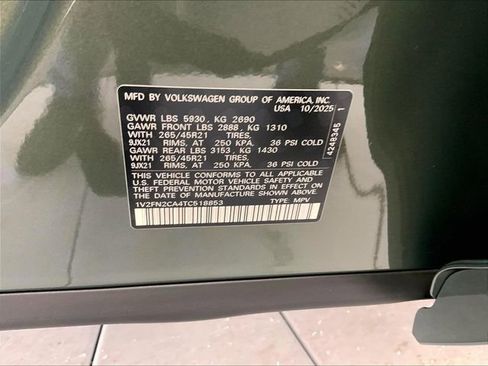 MFD BY VOLKSWAGEN GROUP OF AMERICA, INC.
USA 10/2025
GVWR LBS 5930, KG 2690
GAWR FRONT LBS 2888, KG 1310
WITH 265/45R21 TIRES,
9JX21 RIMS, AT 250 KPA. 36 PSI COLD
GAWR REAR LBS 3153, KG 1430
WITH 265/45R21 TIRES,
9JX21 RIMS, AT 250 KPA. 36 PSI COLD
THIS VEHICLE CONFORMS TO ALL APPLICABLE
U.S. FEDERAL MOTOR VEHICLE SAFETY AND
THEFT PREVENTION STANDARDS IN EFFECT ON THE
DATE OF MANUFACTURE SHOWN ABOVE.
1V2FN2CA4TC518853 TYPE: MPV
4248345 1